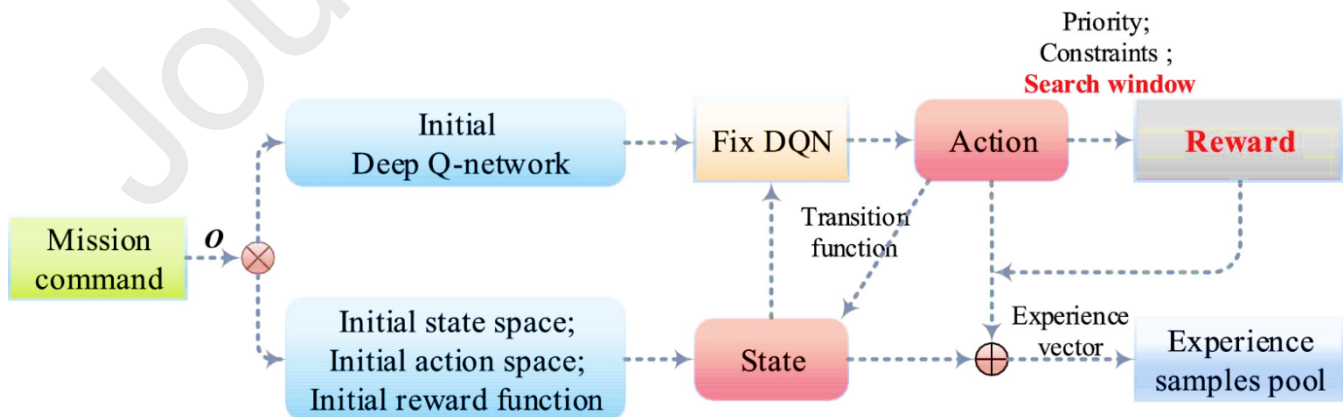 Jou
Priority;
Constraints ;
Search window
Initial
Deep Q-network
Fix DQN
Action
Reward
Mission
command
O
Transition
function
Initial state space;
Initial action space;
Initial reward function
State
Experience
vector
Experience
samples pool